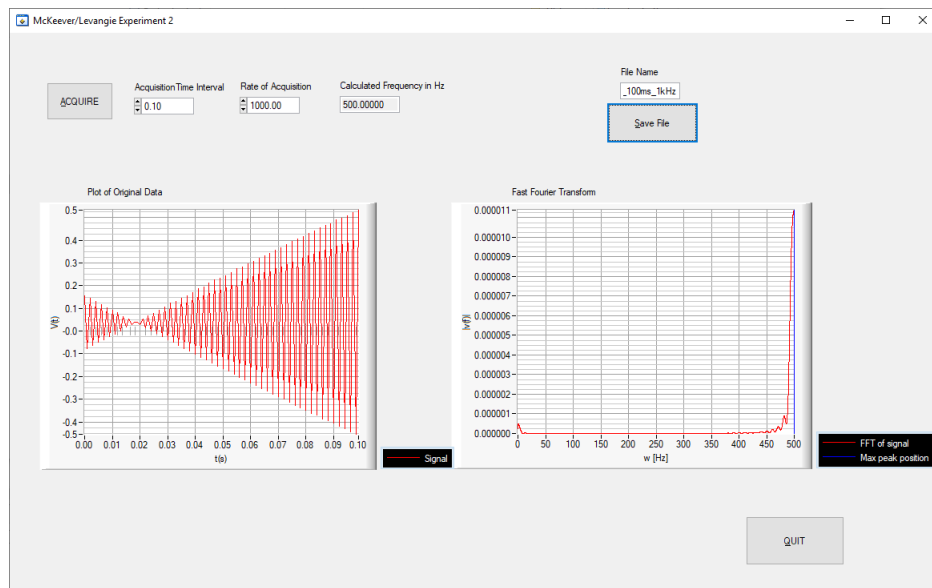 McKeever/Levangie Experiment 2
ACQUIRE
Acquisition Time Interval
0.10
Rate of Acquisition
1000.00
Calculated Frequency in Hz
500.00000
File Name
_100ms_1kHz
Save File
Plot of Original Data
0.5
0.4
0.3
0.2
0.1
-0.0
-0.1
-0.2
-0.3
-0.4
-0.5
V(t)
0.00 0.01 0.02 0.03 0.04 0.05 0.06 0.07 0.08 0.09 0.10
t(s)
Signal
Fast Fourier Transform
0.000011
0.000010
0.000009
0.000008
0.000007
0.000006
0.000005
0.000004
0.000003
0.000002
0.000001
0.000000
|v(f)|
0 50 100 150 200 250 300 350 400 450 500
w [Hz]
FFT of signal
Max peak position
QUIT